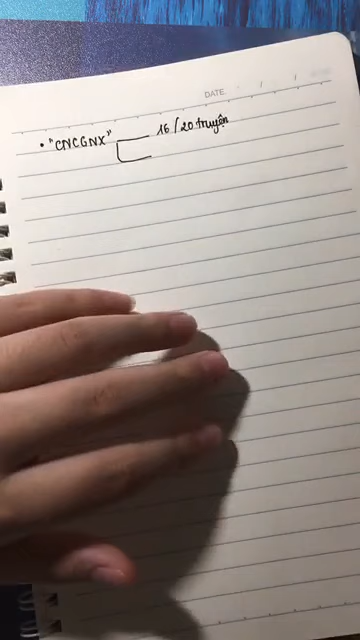 DATE / /
• "CNCGNX" 16/20 truyện